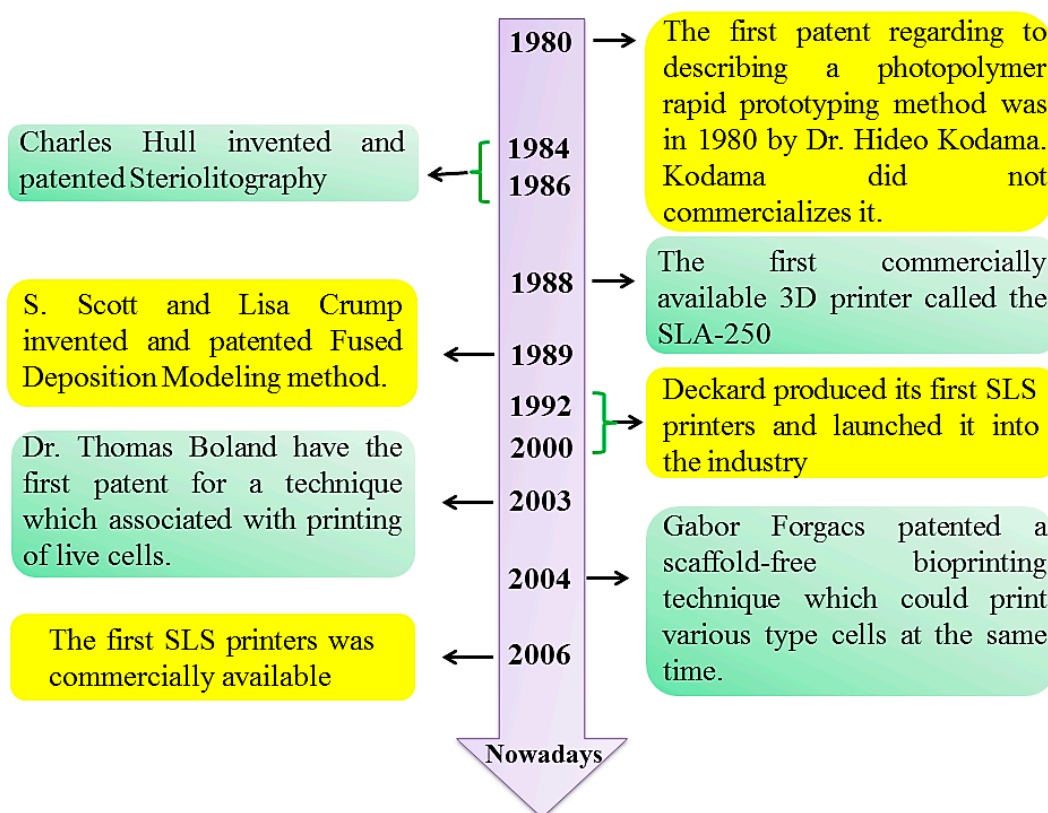 1980
The first patent regarding to
describing a photopolymer
rapid prototyping method was
in 1980 by Dr. Hideo Kodama.
Kodama did not
commercializes it.
Charles Hull invented and
patented Steriolitography
1984
1986
1988
The first commercially
available 3D printer called the
SLA-250
S. Scott and Lisa Crump
invented and patented Fused
Deposition Modeling method.
1989
1992
2000
Deckard produced its first SLS
printers and launched it into
the industry
Dr. Thomas Boland have the
first patent for a technique
which associated with printing
of live cells.
2003
2004
Gabor Forgacs patented a
scaffold-free bioprinting
technique which could print
various type cells at the same
time.
The first SLS printers was
commercially available
2006
Nowadays